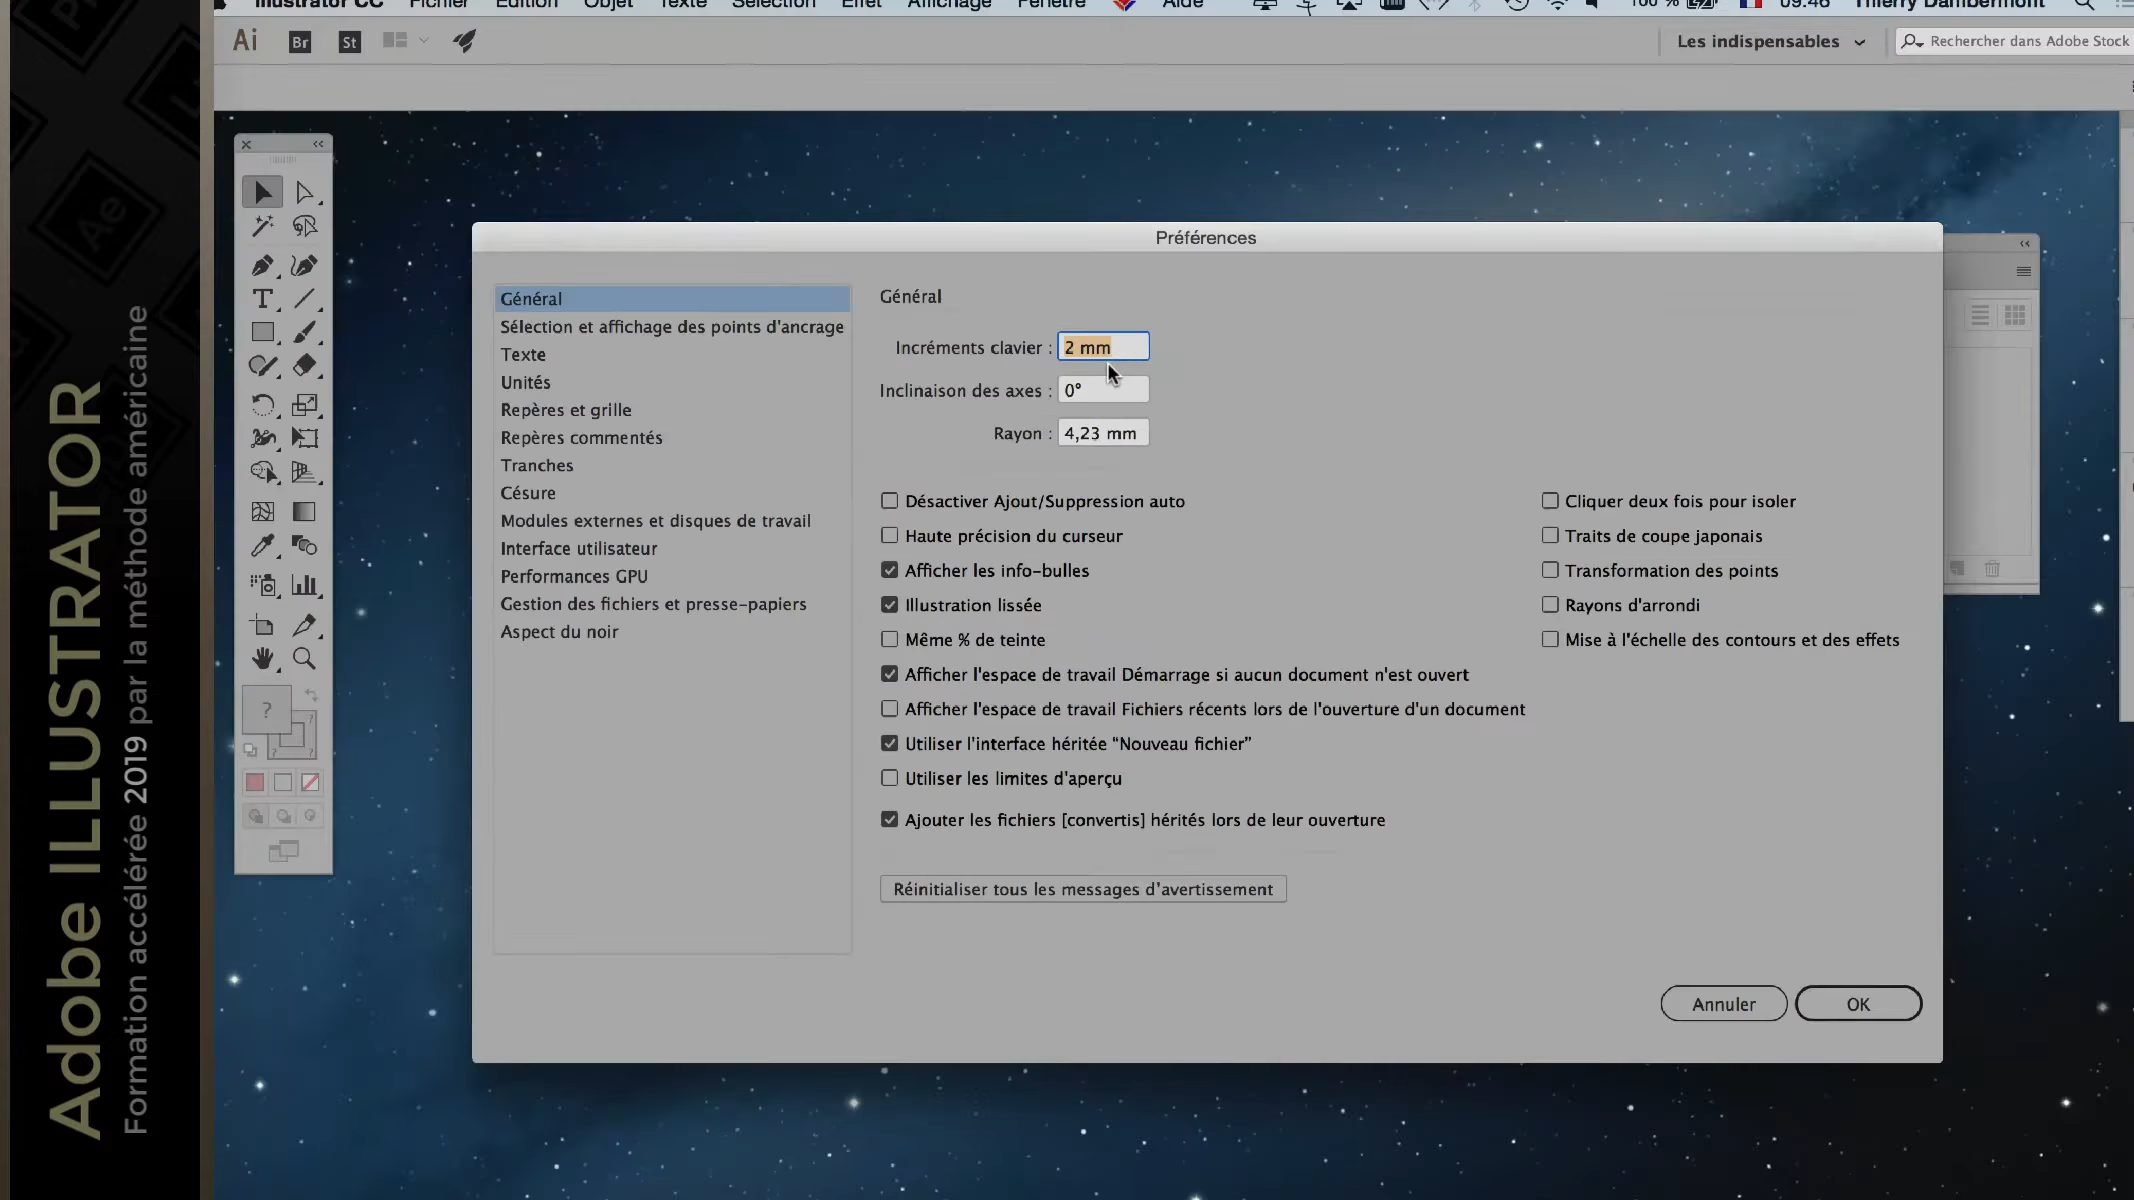 Illustrator CC Fichier Edition Objet Texte Sélection Effet Affichage Fenêtre Aide 100 % 09:46 Thierry Dambermont
Ai Br St Les indispensables Rechercher dans Adobe Stock
Adobe ILLUSTRATOR
Formation accélérée 2019 par la méthode américaine
Ae
T
?
Préférences
Général
Sélection et affichage des points d'ancrage
Texte
Unités
Repères et grille
Repères commentés
Tranches
Césure
Modules externes et disques de travail
Interface utilisateur
Performances GPU
Gestion des fichiers et presse-papiers
Aspect du noir
Général
Incréments clavier : 2 mm
Inclinaison des axes : 0°
Rayon : 4,23 mm
Désactiver Ajout/Suppression auto
Haute précision du curseur
Afficher les info-bulles
Illustration lissée
Même % de teinte
Afficher l'espace de travail Démarrage si aucun document n'est ouvert
Afficher l'espace de travail Fichiers récents lors de l'ouverture d'un document
Utiliser l'interface héritée “Nouveau fichier”
Utiliser les limites d'aperçu
Ajouter les fichiers [convertis] hérités lors de leur ouverture
Cliquer deux fois pour isoler
Traits de coupe japonais
Transformation des points
Rayons d'arrondi
Mise à l'échelle des contours et des effets
Réinitialiser tous les messages d'avertissement
Annuler OK